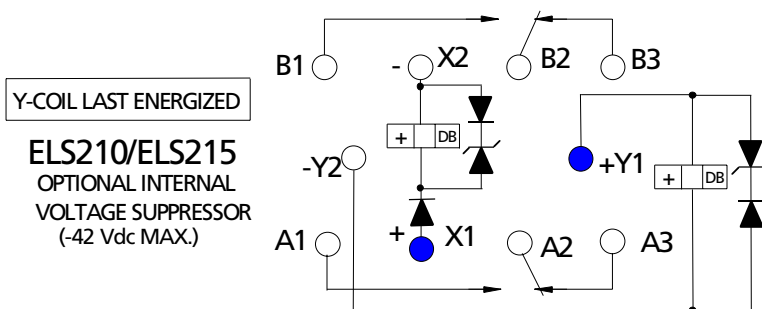 B1
- X2
B2
B3
Y-COIL LAST ENERGIZED
+ DB
ELS210/ELS215
OPTIONAL INTERNAL
VOLTAGE SUPPRESSOR
(-42 Vdc MAX.)
-Y2
+Y1
+ DB
A1
+ X1
A2
A3